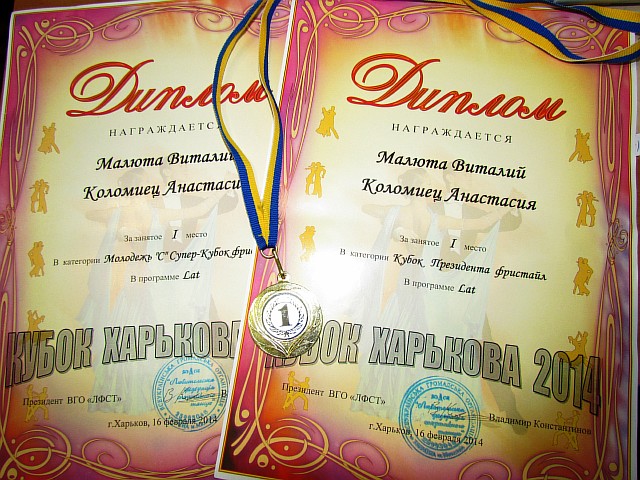 Диплом
НАГРАЖДАЕТСЯ
Малюта Виталий
Коломиец Анастасия
За занятое I место
В категории Молодежь "С" Супер-Кубок
В программе Lat
КУБОК ХАРЬКОВА
Президент ВГО «ЛФСТ»
г.Харьков, 16 февраля 2014
1
Диплом
НАГРАЖДАЕТСЯ
Малюта Виталий
Коломиец Анастасия
За занятое I место
В категории Кубок Президента фристайл
В программе Lat
КУБОК ХАРЬКОВА 2014
Президент ВГО «ЛФСТ» Владимир Константинов
г.Харьков, 16 февраля 2014